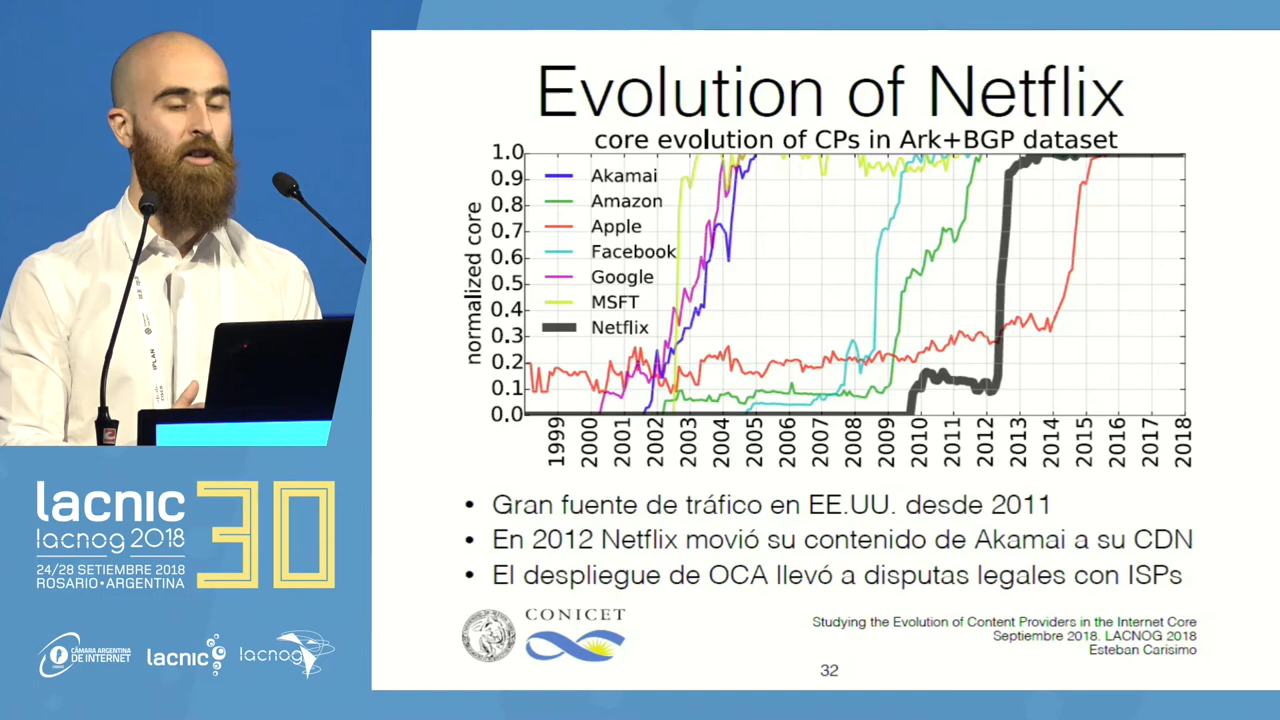 Evolution of Netflix
core evolution of CPs in Ark+BGP dataset
normalized core
1.0
0.9
0.8
0.7
0.6
0.5
0.4
0.3
0.2
0.1
0.0
Akamai
Amazon
Apple
Facebook
Google
MSFT
Netflix
1999 2000 2001 2002 2003 2004 2005 2006 2007 2008 2009 2010 2011 2012 2013 2014 2015 2016 2017 2018
• Gran fuente de tráfico en EE.UU. desde 2011
• En 2012 Netflix movió su contenido de Akamai a su CDN
• El despliegue de OCA llevó a disputas legales con ISPs
CONICET
Studying the Evolution of Content Providers in the Internet Core
Septiembre 2018. LACNOG 2018
Esteban Carisimo
32
IPLAN
lacnic 30
lacnog 2018
24/28 SETIEMBRE 2018
ROSARIO•ARGENTINA
CÁMARA ARGENTINA
DE INTERNET
lacnic
lacnog